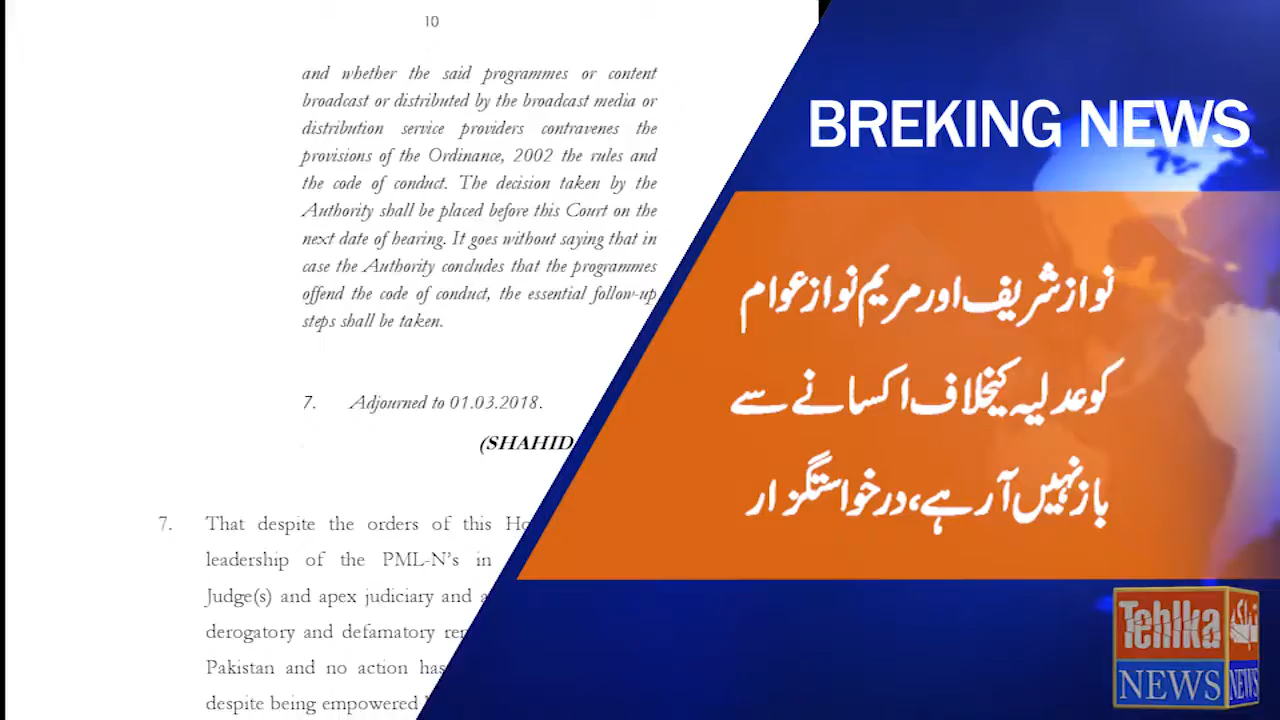 10
and whether the said programmes or content
broadcast or distributed by the broadcast media or
distribution service providers contravenes the
provisions of the Ordinance, 2002 the rules and
the code of conduct. The decision taken by the
Authority shall be placed before this Court on the
next date of hearing. It goes without saying that in
case the Authority concludes that the programmes
offend the code of conduct, the essential follow-up
steps shall be taken.
7. Adjourned to 01.03.2018.
(SHAHID
7. That despite the orders of this
leadership of the PML-N's in
Judge(s) and apex judiciary and
derogatory and defamatory
Pakistan and no action has
despite being empowered
BREKING NEWS
نواز شریف اور مریم نواز عوام
کو عدلیہ کیخلاف اکسانے سے
باز نہیں آ رہے، درخواستگزار
Tehlka
NEWS
تہلکہ
NEWS